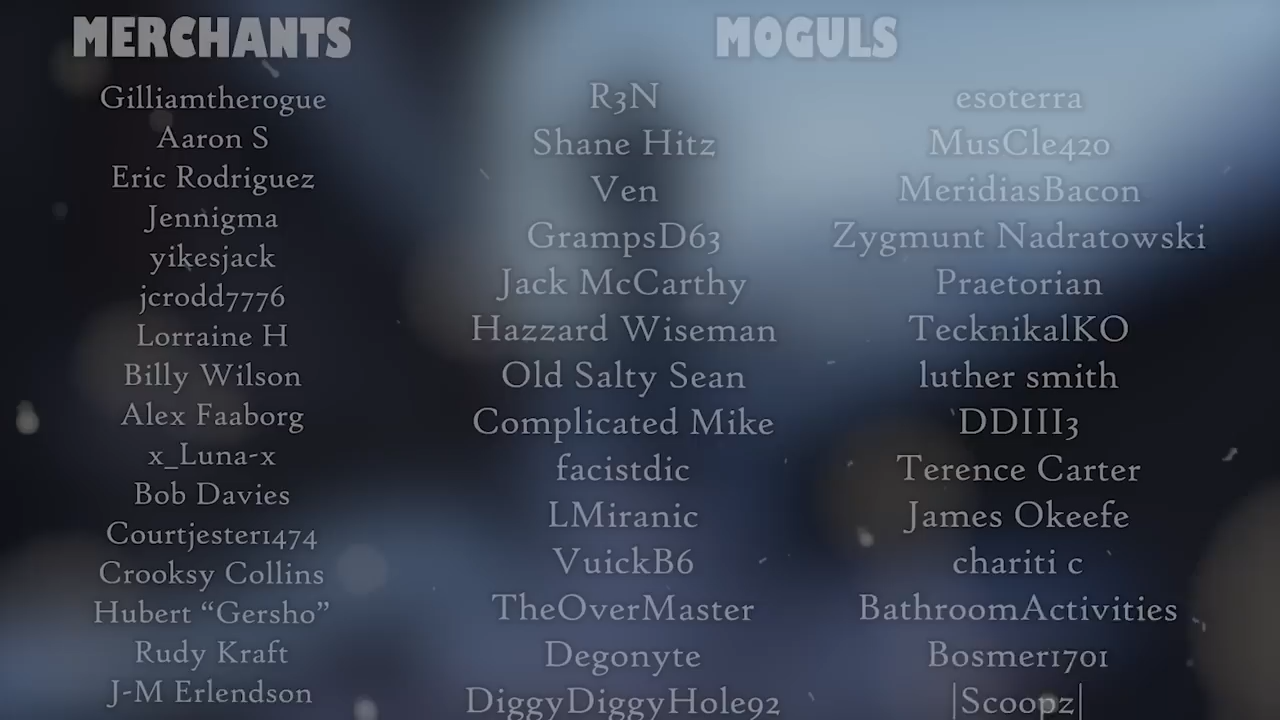 MERCHANTS
Gilliamtherogue
Aaron S
Eric Rodriguez
Jennigma
yikesjack
jcrodd7776
Lorraine H
Billy Wilson
Alex Faaborg
x_Luna-x
Bob Davies
Courtjester1474
Crooksy Collins
Hubert “Gersho”
Rudy Kraft
J-M Erlendson
MOGULS
R3N
Shane Hitz
Ven
GrampsD63
Jack McCarthy
Hazzard Wiseman
Old Salty Sean
Complicated Mike
facistdic
LMiranic
VuickB6
TheOverMaster
Degonyte
DiggyDiggyHole92
esoterra
MusCle420
MeridiasBacon
Zygmunt Nadratowski
Praetorian
TecknikalKO
luther smith
DDIII3
Terence Carter
James Okeefe
chariti c
BathroomActivities
Bosmer1701
|Scoopz|